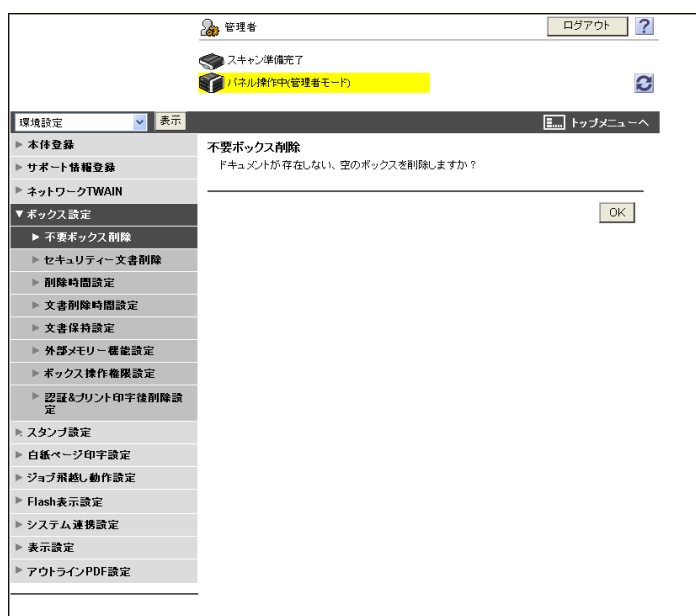 管理者
ログアウト
?
スキャン準備完了
パネル操作中(管理者モード)
環境設定
表示
トップメニューへ
本体登録
サポート情報登録
ネットワークTWAIN
ボックス設定
不要ボックス削除
セキュリティー文書削除
削除時間設定
文書削除時間設定
文書保持設定
外部メモリー機能設定
ボックス操作権限設定
認証&プリント印字後削除設
定
スタンプ設定
白紙ページ印字設定
ジョブ飛越し動作設定
Flash表示設定
システム連携設定
表示設定
アウトラインPDF設定
不要ボックス削除
ドキュメントが存在しない、空のボックスを削除しますか?
OK